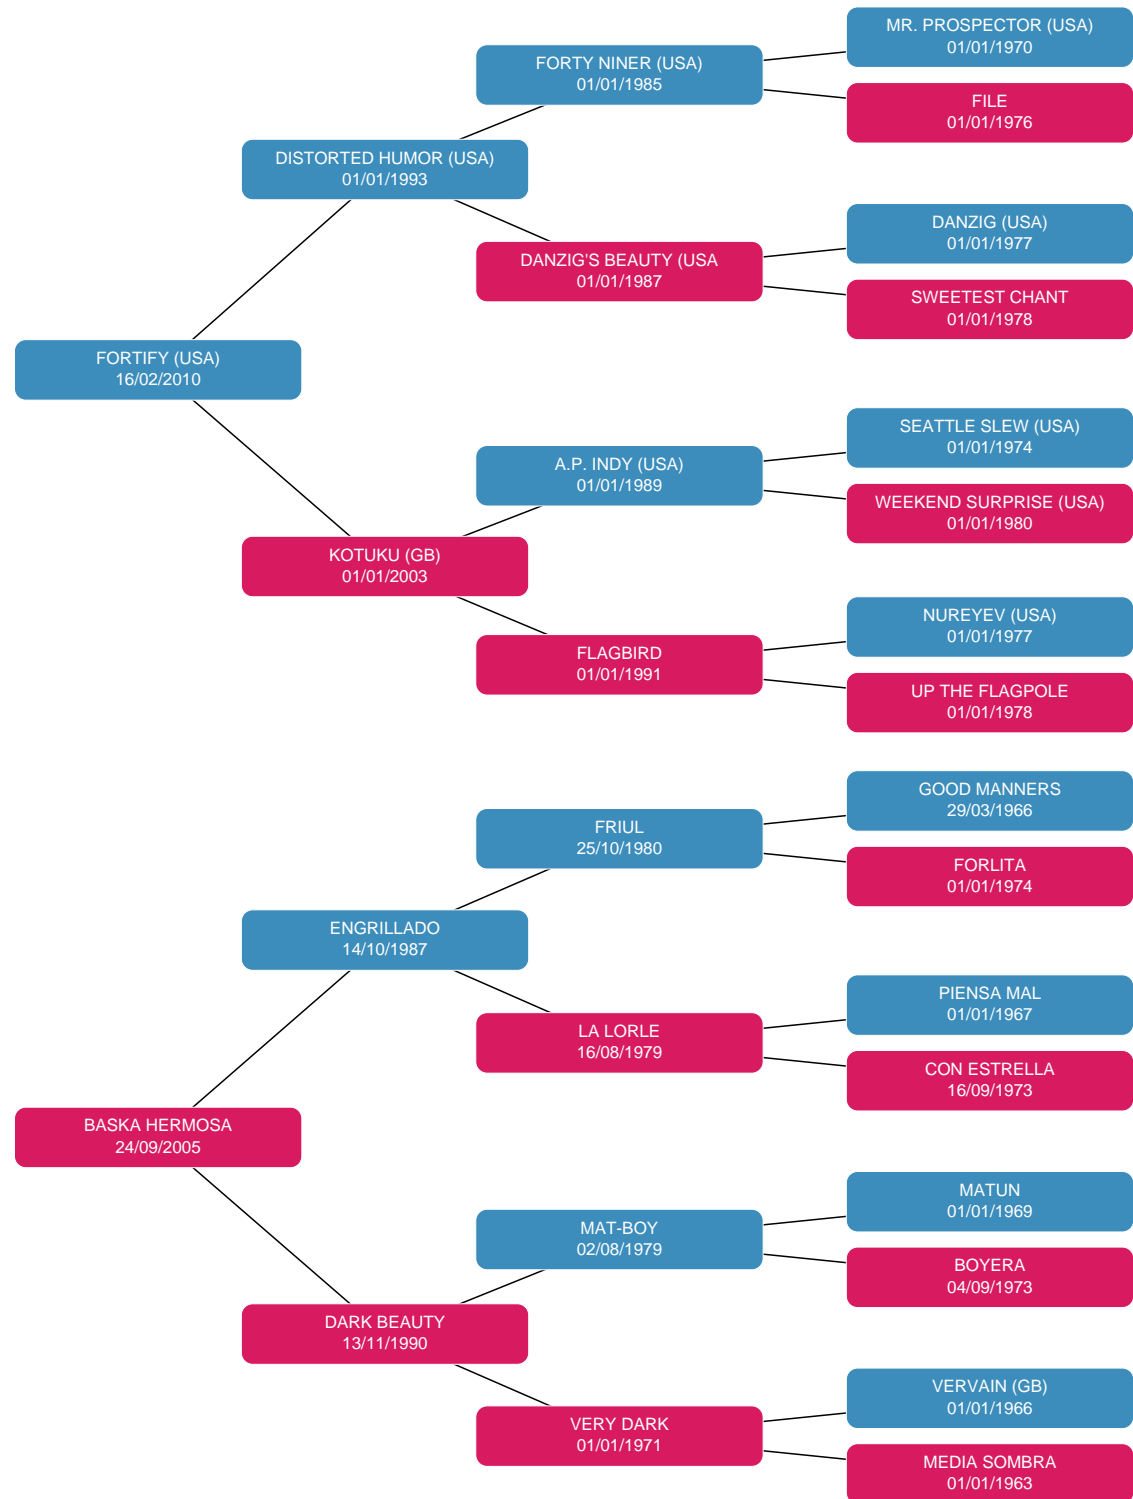 MR. PROSPECTOR (USA)
01/01/1970
FORTY NINER (USA)
01/01/1985
FILE
01/01/1976
DISTORTED HUMOR (USA)
01/01/1993
DANZIG (USA)
01/01/1977
DANZIG'S BEAUTY (USA
01/01/1987
SWEETEST CHANT
01/01/1978
FORTIFY (USA)
16/02/2010
SEATTLE SLEW (USA)
01/01/1974
A.P. INDY (USA)
01/01/1989
WEEKEND SURPRISE (USA)
01/01/1980
KOTUKU (GB)
01/01/2003
NUREYEV (USA)
01/01/1977
FLAGBIRD
01/01/1991
UP THE FLAGPOLE
01/01/1978
GOOD MANNERS
29/03/1966
FRIUL
25/10/1980
FORLITA
01/01/1974
ENGRILLADO
14/10/1987
PIENSA MAL
01/01/1967
LA LORLE
16/08/1979
CON ESTRELLA
16/09/1973
BASKA HERMOSA
24/09/2005
MATUN
01/01/1969
MAT-BOY
02/08/1979
BOYERA
04/09/1973
DARK BEAUTY
13/11/1990
VERVAIN (GB)
01/01/1966
VERY DARK
01/01/1971
MEDIA SOMBRA
01/01/1963